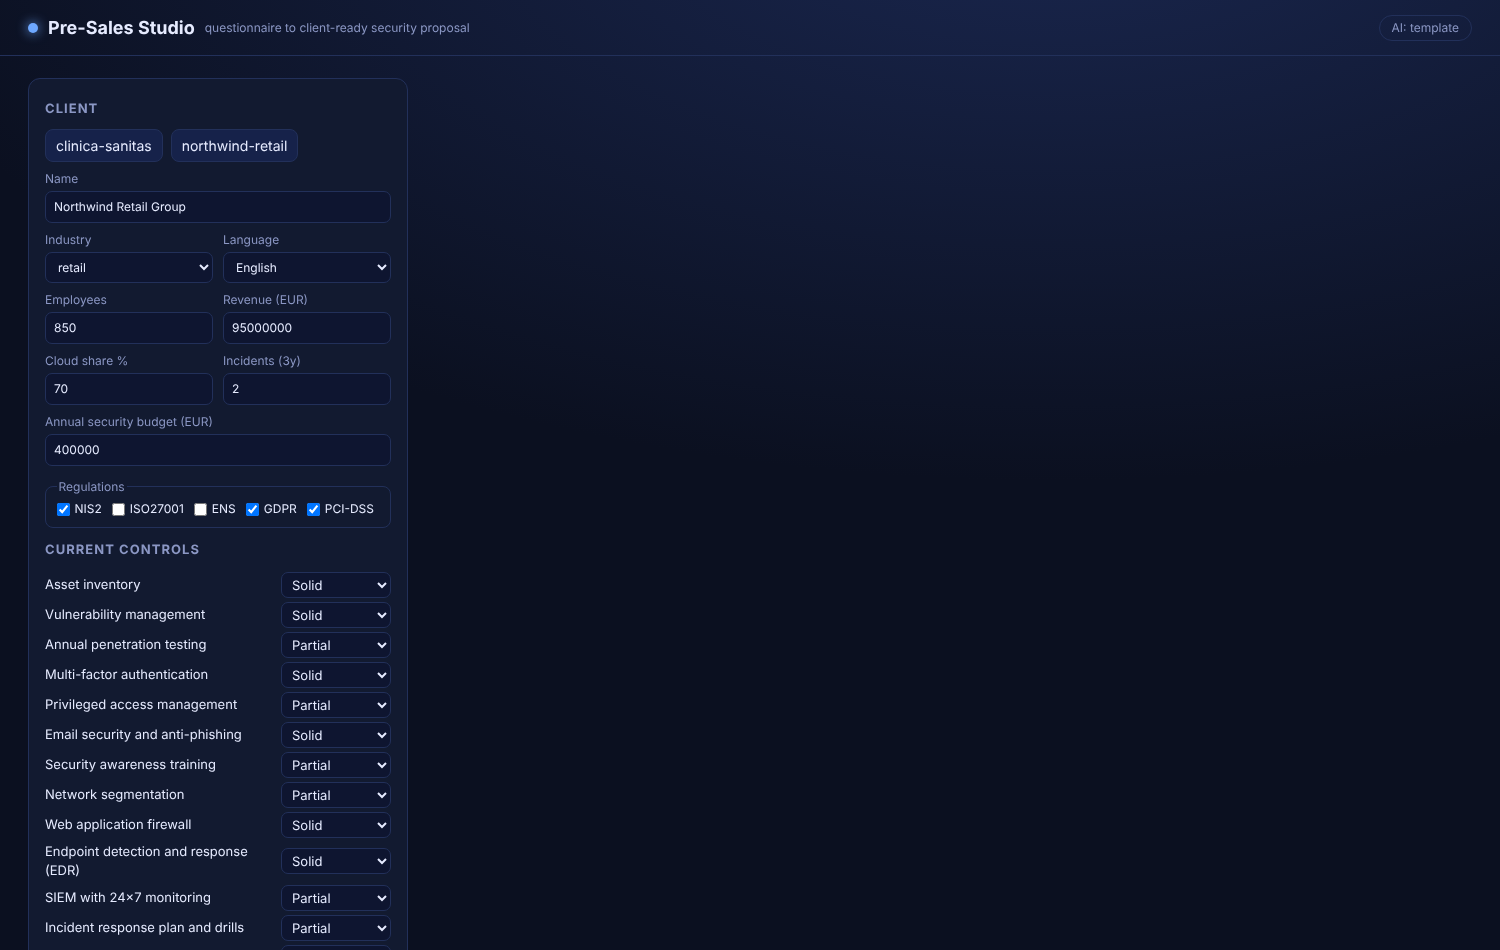 Pre-Sales Studio questionnaire to client-ready security proposal AI: template
CLIENT
clinica-sanitas northwind-retail
Name
Northwind Retail Group
Industry Language
retail English
Employees Revenue (EUR)
850 95000000
Cloud share % Incidents (3y)
70 2
Annual security budget (EUR)
400000
Regulations
NIS2 ISO27001 ENS GDPR PCI-DSS
CURRENT CONTROLS
Asset inventory Solid
Vulnerability management Solid
Annual penetration testing Partial
Multi-factor authentication Solid
Privileged access management Partial
Email security and anti-phishing Solid
Security awareness training Partial
Network segmentation Partial
Web application firewall Solid
Endpoint detection and response
(EDR) Solid
SIEM with 24×7 monitoring Partial
Incident response plan and drills Partial